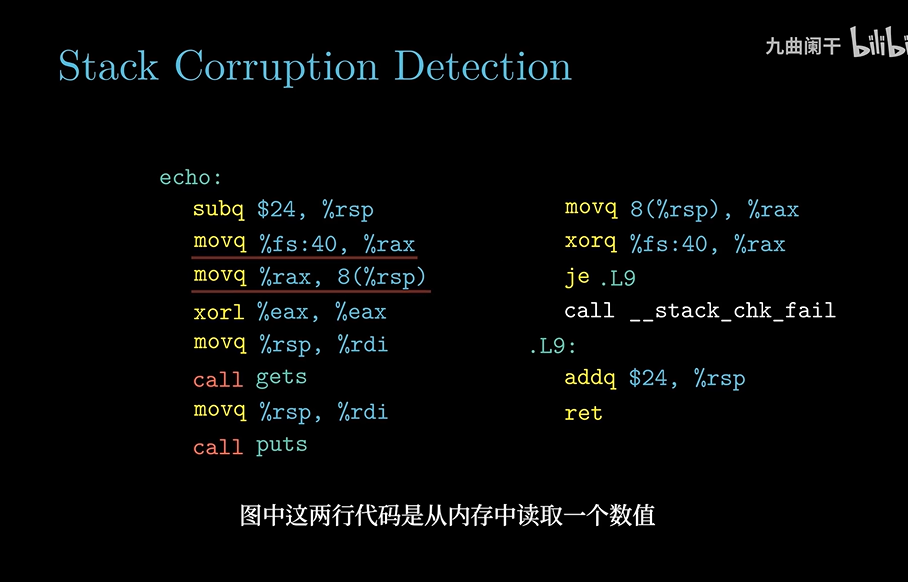 九曲阑干 bilibi
Stack Corruption Detection
echo:
subq $24, %rsp
movq %fs:40, %rax
movq %rax, 8(%rsp)
xorl %eax, %eax
movq %rsp, %rdi
call gets
movq %rsp, %rdi
call puts
movq 8(%rsp), %rax
xorq %fs:40, %rax
je .L9
call __stack_chk_fail
.L9:
addq $24, %rsp
ret
图中这两行代码是从内存中读取一个数值